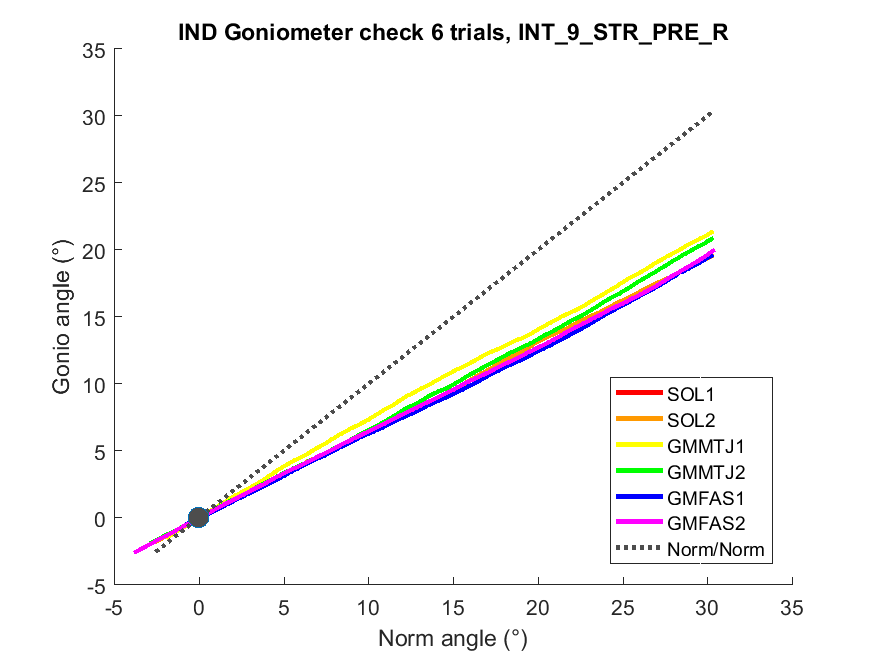 IND Goniometer check 6 trials, INT_9_STR_PRE_R
35
30
25
20
15
10
5
0
-5
Gonio angle (°)
-5
0
5
10
15
20
25
30
35
Norm angle (°)
SOL1
SOL2
GMMTJ1
GMMTJ2
GMFAS1
GMFAS2
Norm/Norm